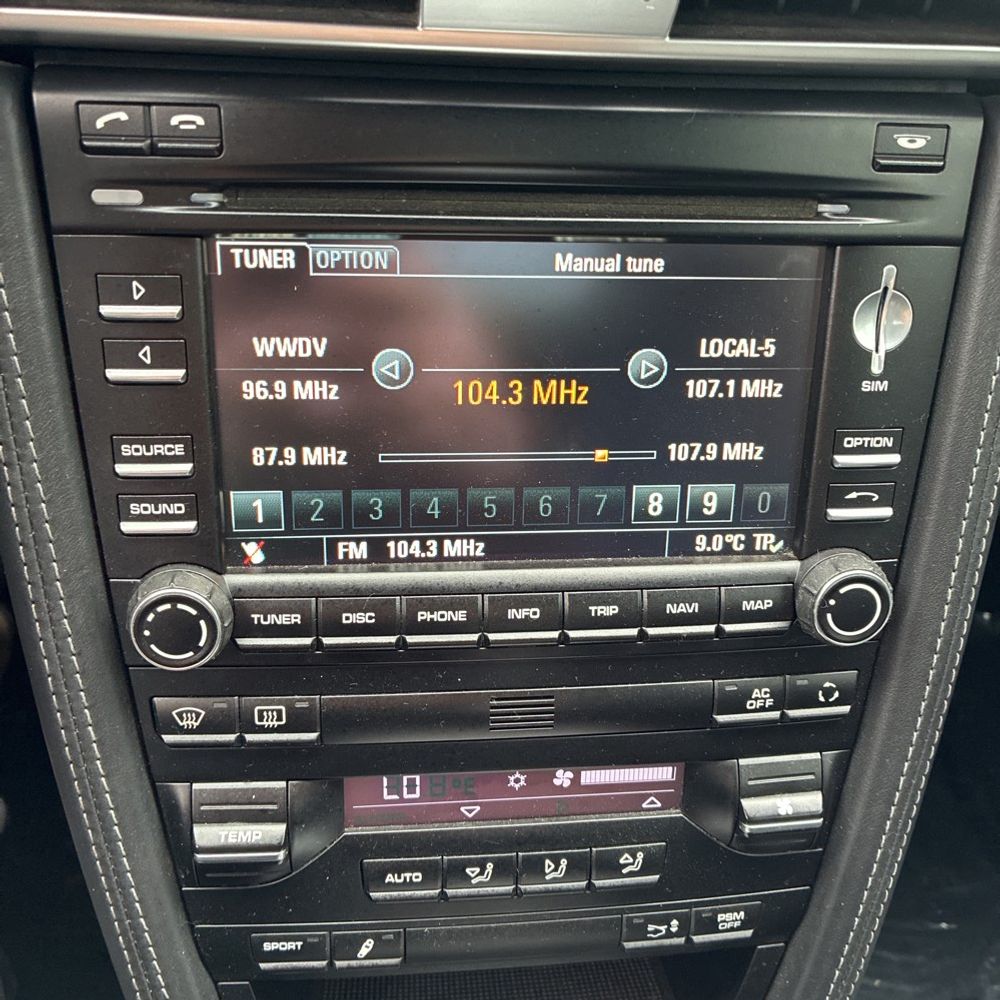 TUNER OPTION Manual tune
WWDV LOCAL-5
96.9 MHz 104.3 MHz 107.1 MHz
87.9 MHz 107.9 MHz
1 2 3 4 5 6 7 8 9 0
FM 104.3 MHz 9.0°C TP
SOURCE
SOUND
SIM
OPTION
TUNER DISC PHONE INFO TRIP NAVI MAP
AC
OFF
LO
TEMP
AUTO
SPORT
PSM
OFF